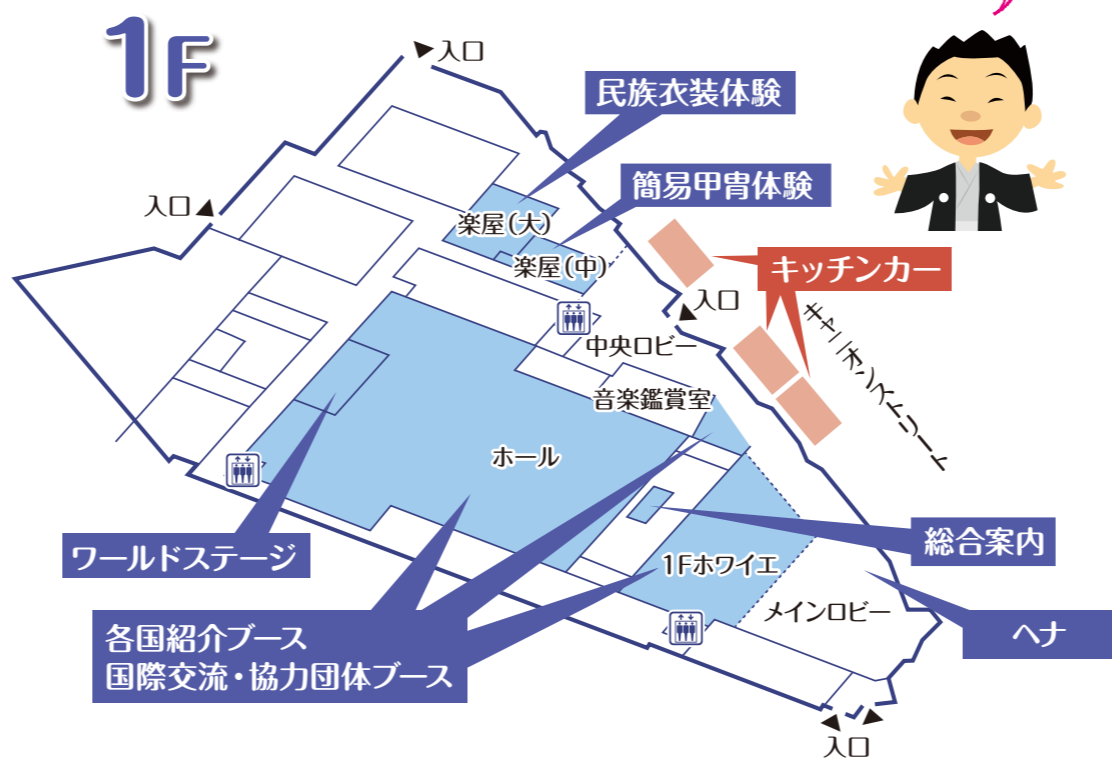 1F
入口
民族衣装体験
簡易甲冑体験
入口
楽屋（大）
楽屋（中）
キッチンカー
入口
キャニオンストリート
中央ロビー
音楽鑑賞室
ホール
総合案内
ワールドステージ
1Fホワイエ
メインロビー
ヘナ
各国紹介ブース
国際交流・協力団体ブース
入口